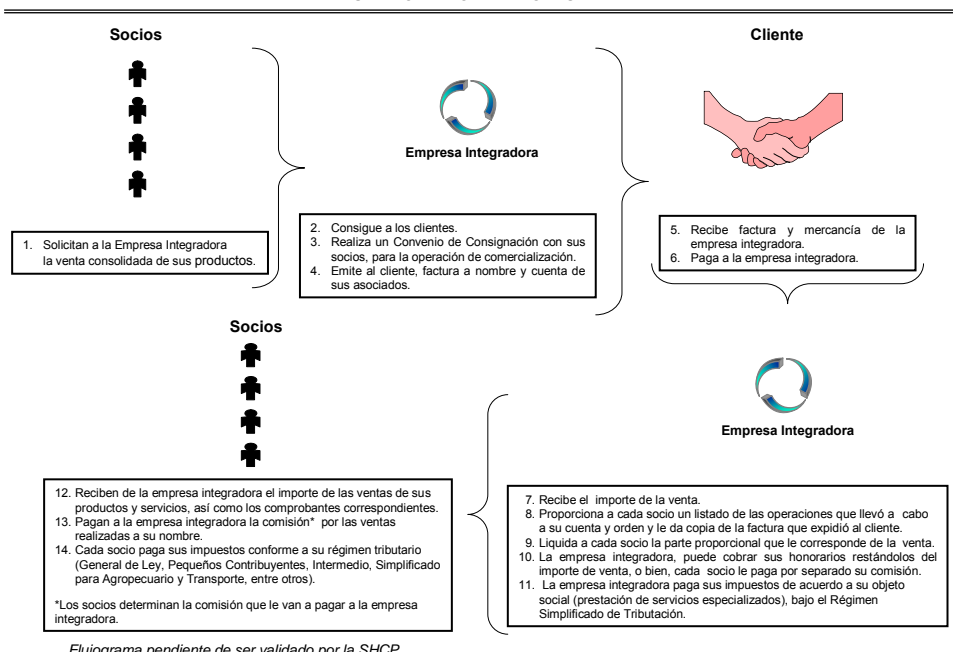 Socios
Cliente
Empresa Integradora
1. Solicitan a la Empresa Integradora
la venta consolidada de sus productos.
2. Consigue a los clientes.
3. Realiza un Convenio de Consignación con sus
socios, para la operación de comercialización.
4. Emite al cliente, factura a nombre y cuenta de
sus asociados.
5. Recibe factura y mercancía de la
empresa integradora.
6. Paga a la empresa integradora.
Socios
Empresa Integradora
12. Reciben de la empresa integradora el importe de las ventas de sus
productos y servicios, así como los comprobantes correspondientes.
13. Pagan a la empresa integradora la comisión* por las ventas
realizadas a su nombre.
14. Cada socio paga sus impuestos conforme a su régimen tributario
(General de Ley, Pequeños Contribuyentes, Intermedio, Simplificado
para Agropecuario y Transporte, entre otros).
*Los socios determinan la comisión que le van a pagar a la empresa
integradora.
7. Recibe el importe de la venta.
8. Proporciona a cada socio un listado de las operaciones que llevó a cabo
a su cuenta y orden y le da copia de la factura que expidió al cliente.
9. Liquida a cada socio la parte proporcional que le corresponde de la venta.
10. La empresa integradora, puede cobrar sus honorarios restándolos del
importe de venta, o bien, cada socio le paga por separado su comisión.
11. La empresa integradora paga sus impuestos de acuerdo a su objeto
social (prestación de servicios especializados), bajo el Régimen
Simplificado de Tributación.
Flujograma pendiente de ser validado por la SHCP